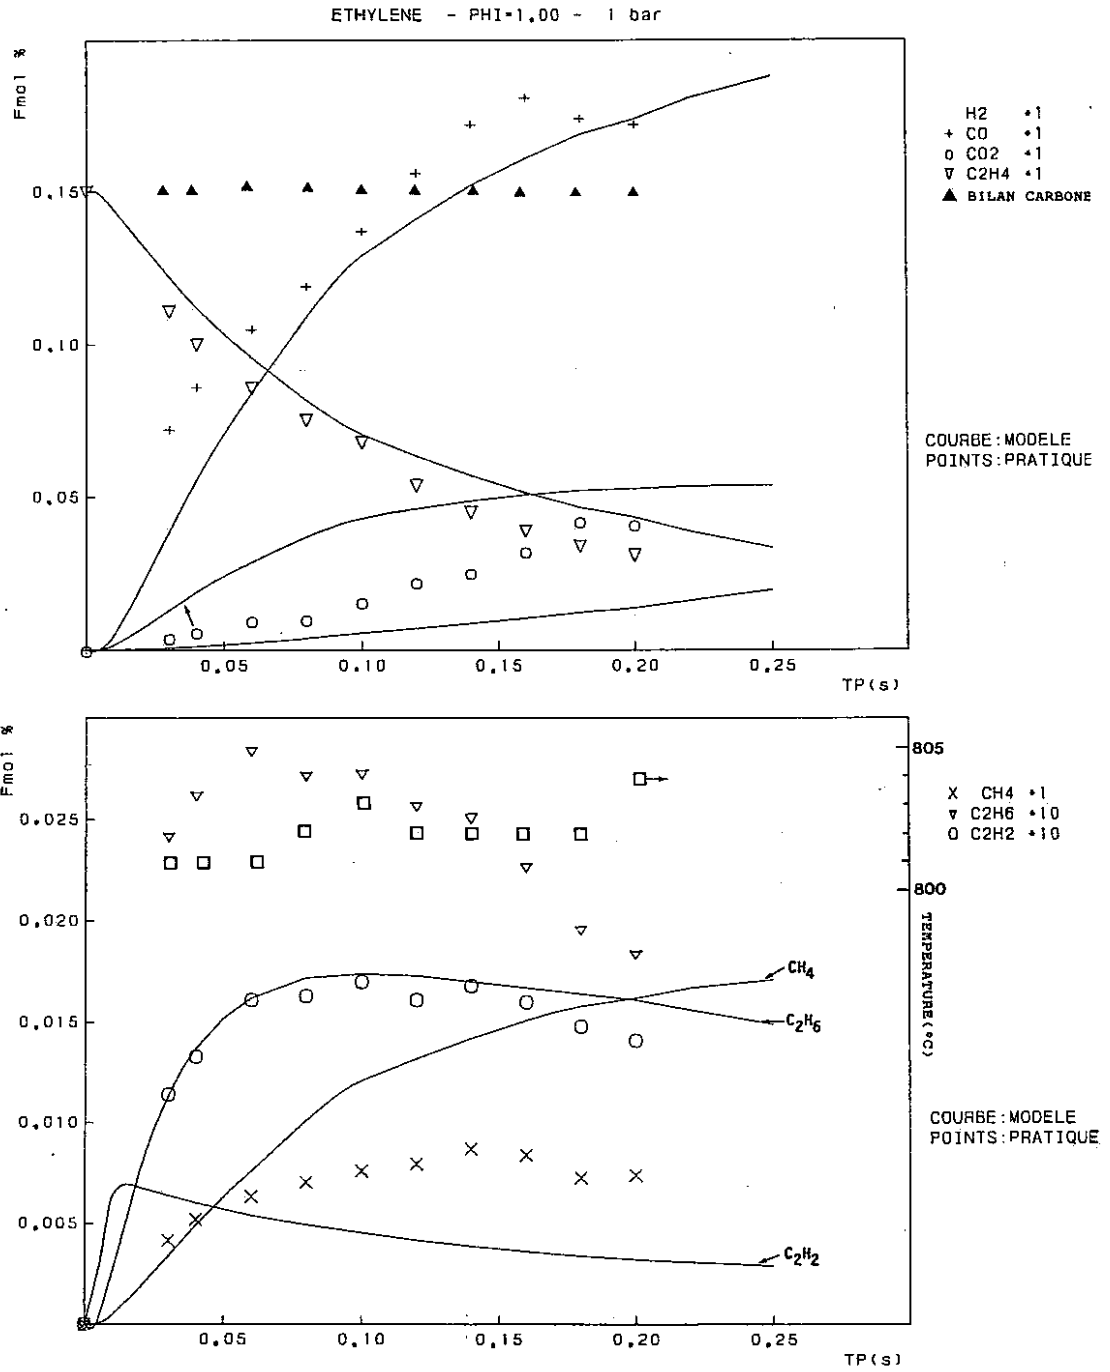 ETHYLENE - PHI=1.00 - 1 bar
Fmol %
H2 *1
+ CO *1
o CO2 *1
▽ C2H4 *1
▲ BILAN CARBONE
0.15
0.10
0.05
COURBE:MODELE
POINTS:PRATIQUE
0.05 0.10 0.15 0.20 0.25
TP(s)
Fmol %
805
X CH4 *1
▽ C2H6 *10
O C2H2 *10
0.025
800
0.020
TEMPERATURE(°C)
CH4
0.015
C2H6
0.010
COURBE:MODELE
POINTS:PRATIQUE
0.005
C2H2
0.05 0.10 0.15 0.20 0.25
TP(s)